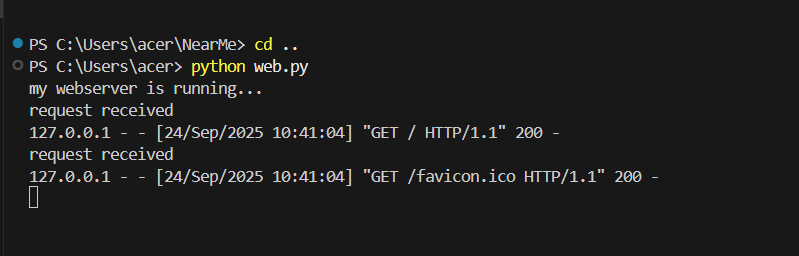 PS C:\Users\acer\NearMe> cd ..
PS C:\Users\acer> python web.py
my webserver is running...
request received
127.0.0.1 - - [24/Sep/2025 10:41:04] "GET / HTTP/1.1" 200 -
request received
127.0.0.1 - - [24/Sep/2025 10:41:04] "GET /favicon.ico HTTP/1.1" 200 -